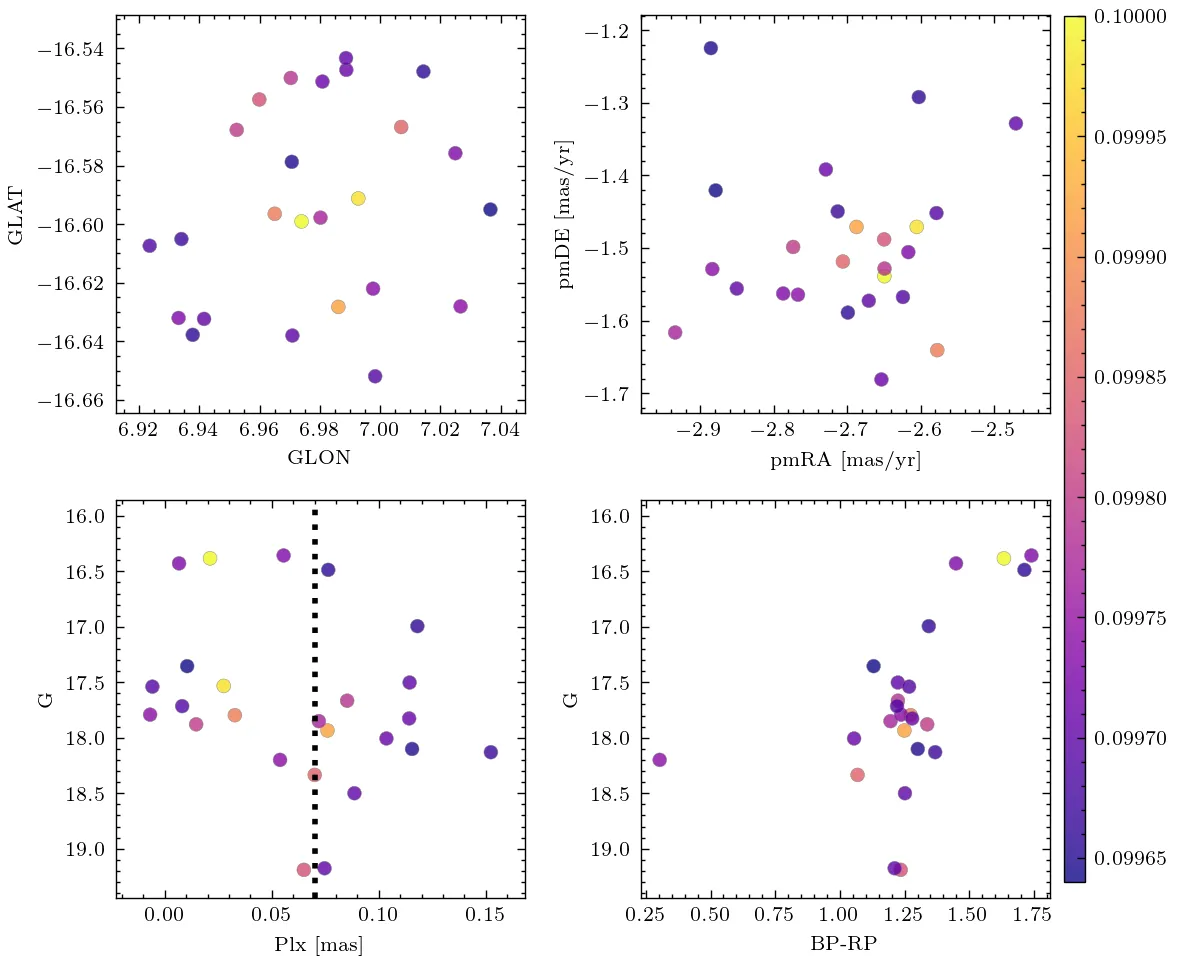 −16.54
−16.56
−16.58
−16.60
−16.62
−16.64
−16.66
GLAT
6.92 6.94 6.96 6.98 7.00 7.02 7.04
GLON
−1.2
−1.3
−1.4
−1.5
−1.6
−1.7
pmDE [mas/yr]
−2.9 −2.8 −2.7 −2.6 −2.5
pmRA [mas/yr]
16.0
16.5
17.0
17.5
18.0
18.5
19.0
G
0.00 0.05 0.10 0.15
Plx [mas]
16.0
16.5
17.0
17.5
18.0
18.5
19.0
G
0.25 0.50 0.75 1.00 1.25 1.50 1.75
BP-RP
0.10000
0.09995
0.09990
0.09985
0.09980
0.09975
0.09970
0.09965